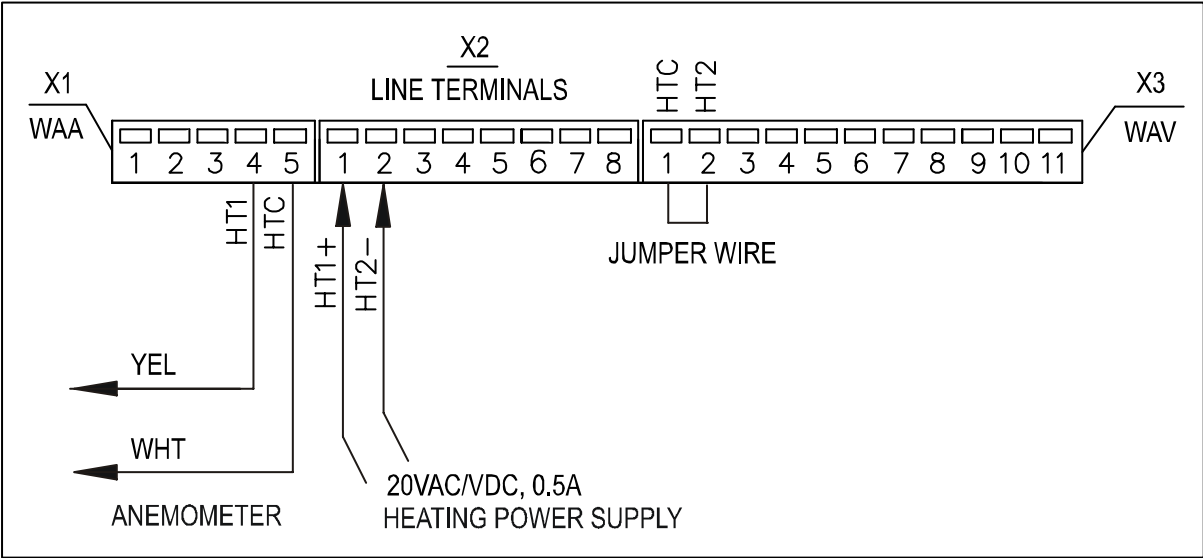 X2
LINE TERMINALS
X1
WAA
HTC
HT2
X3
WAV
1 2 3 4 5
1 2 3 4 5 6 7 8
1 2 3 4 5 6 7 8 9 10 11
HT1
HTC
HT1+
HT2-
JUMPER WIRE
YEL
WHT
ANEMOMETER
20VAC/VDC, 0.5A
HEATING POWER SUPPLY